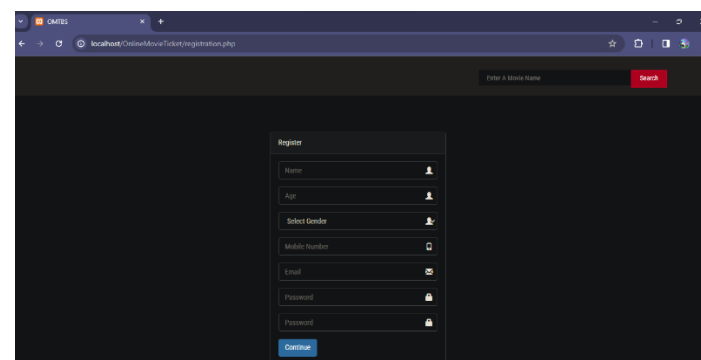 OMTBS
localhost/OnlineMovieTicket/registration.php
Enter A Movie Name Search
Register
Name
Age
Select Gender
Mobile Number
Email
Password
Password
Continue